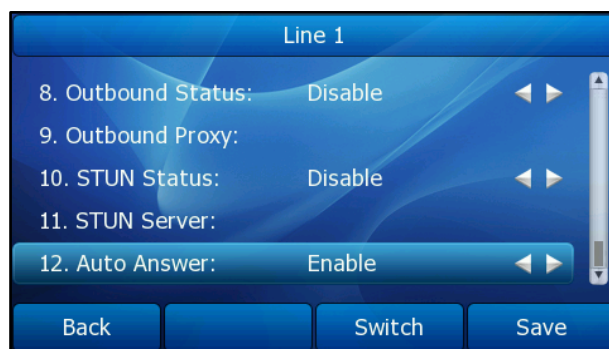 Line 1
8. Outbound Status: Disable
9. Outbound Proxy:
10. STUN Status: Disable
11. STUN Server:
12. Auto Answer: Enable
Back Switch Save